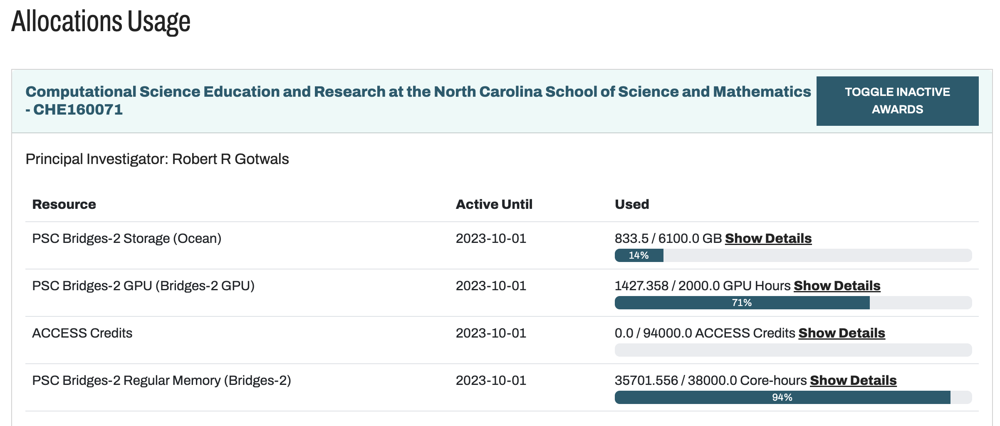 Allocations Usage
Computational Science Education and Research at the North Carolina School of Science and Mathematics
- CHE160071
TOGGLE INACTIVE
AWARDS
Principal Investigator: Robert R Gotwals
Resource Active Until Used
PSC Bridges-2 Storage (Ocean) 2023-10-01 833.5 / 6100.0 GB Show Details
14%
PSC Bridges-2 GPU (Bridges-2 GPU) 2023-10-01 1427.358 / 2000.0 GPU Hours Show Details
71%
ACCESS Credits 2023-10-01 0.0 / 94000.0 ACCESS Credits Show Details
PSC Bridges-2 Regular Memory (Bridges-2) 2023-10-01 35701.556 / 38000.0 Core-hours Show Details
94%